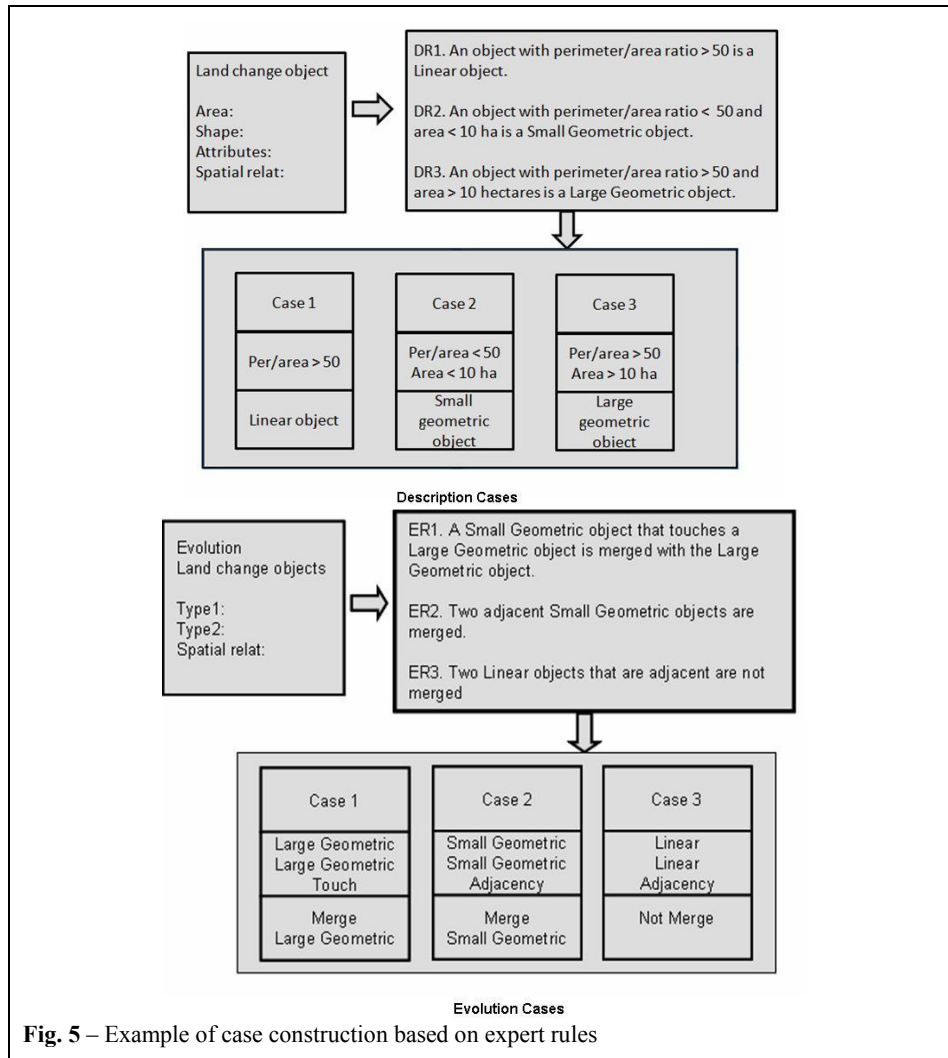 Land change object
Area:
Shape:
Attributes:
Spatial relat:
DR1. An object with perimeter/area ratio > 50 is a
Linear object.
DR2. An object with perimeter/area ratio < 50 and
area < 10 ha is a Small Geometric object.
DR3. An object with perimeter/area ratio > 50 and
area > 10 hectares is a Large Geometric object.
Case 1
Per/area > 50
Linear object
Case 2
Per/area < 50
Area < 10 ha
Small
geometric
object
Case 3
Per/area > 50
Area > 10 ha
Large
geometric
object
Description Cases
Evolution
Land change objects
Type1:
Type2:
Spatial relat:
ER1. A Small Geometric object that touches a
Large Geometric object is merged with the Large
Geometric object.
ER2. Two adjacent Small Geometric objects are
merged.
ER3. Two Linear objects that are adjacent are not
merged
Case 1
Large Geometric
Large Geometric
Touch
Merge
Large Geometric
Case 2
Small Geometric
Small Geometric
Adjacency
Merge
Small Geometric
Case 3
Linear
Linear
Adjacency
Not Merge
Evolution Cases
Fig. 5 – Example of case construction based on expert rules